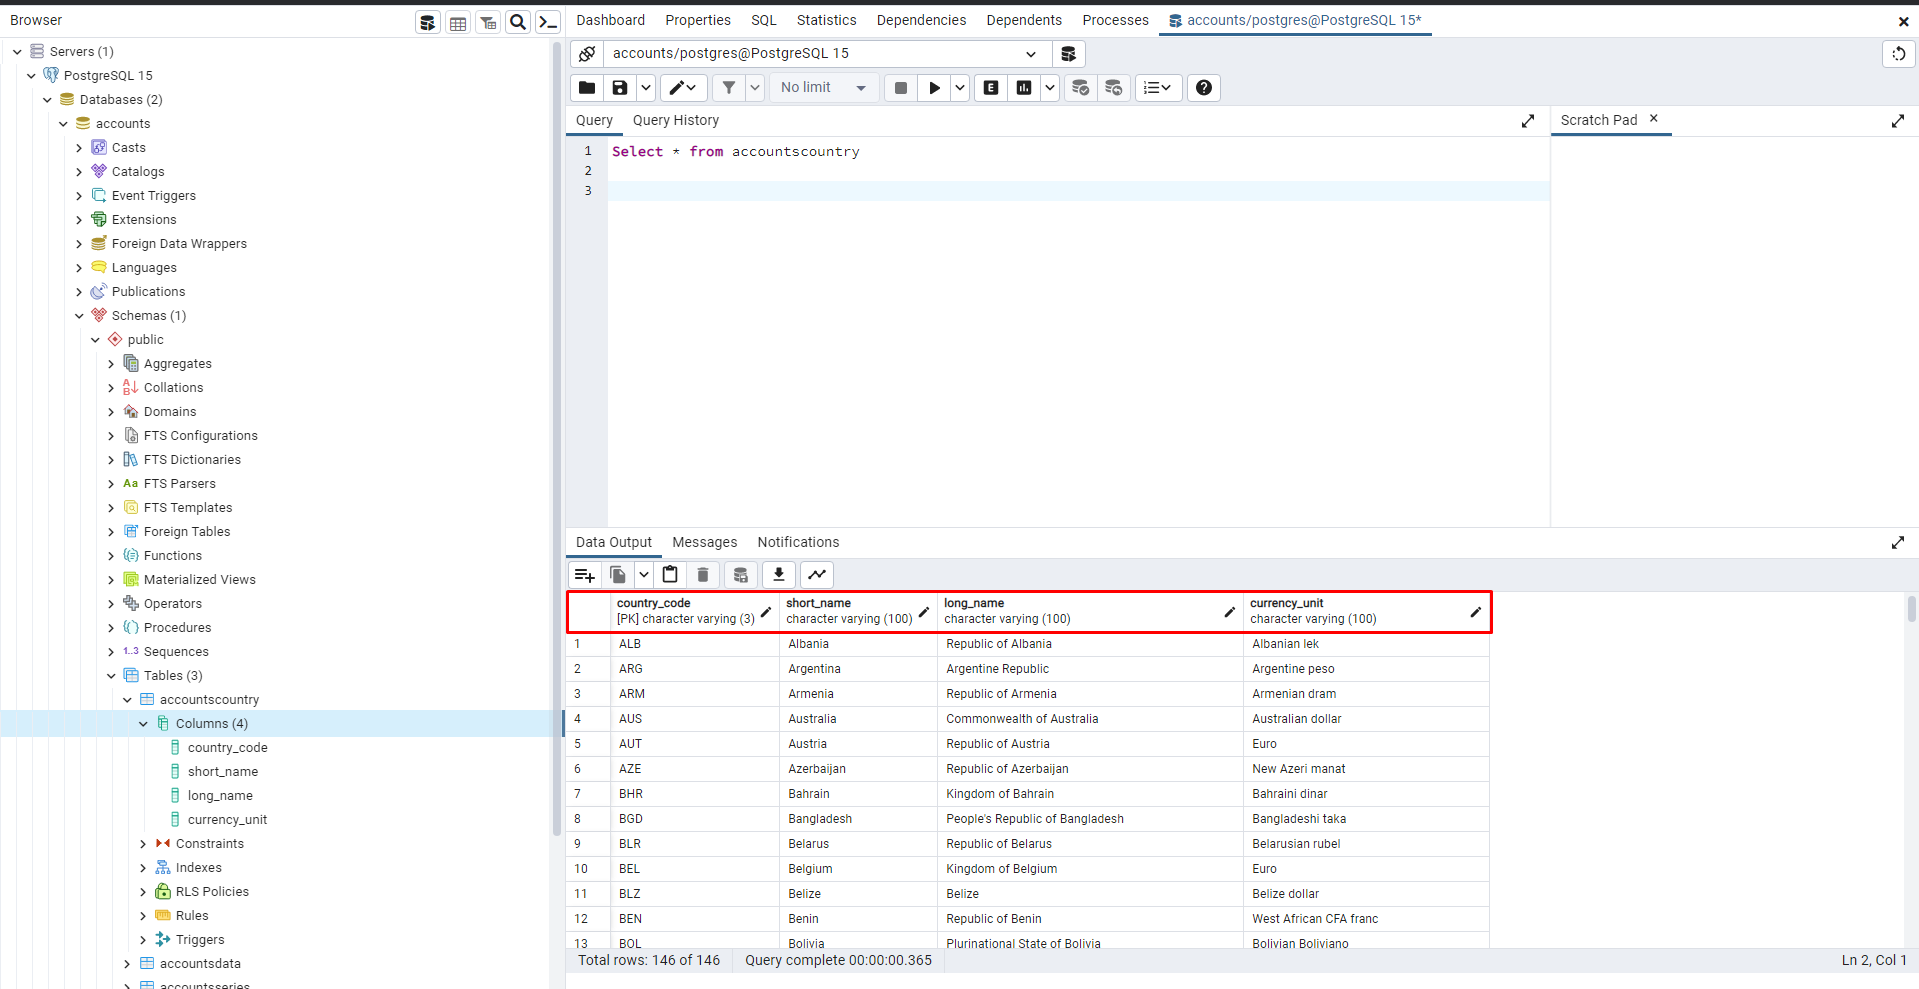 Browser
Servers (1)
PostgreSQL 15
Databases (2)
accounts
Casts
Catalogs
Event Triggers
Extensions
Foreign Data Wrappers
Languages
Publications
Schemas (1)
public
Aggregates
Collations
Domains
FTS Configurations
FTS Dictionaries
Aa FTS Parsers
FTS Templates
Foreign Tables
Functions
Materialized Views
Operators
Procedures
1..3 Sequences
Tables (3)
accountscountry
Columns (4)
country_code
short_name
long_name
currency_unit
Constraints
Indexes
RLS Policies
Rules
Triggers
accountsdata
accountsseries
Dashboard Properties SQL Statistics Dependencies Dependents Processes accounts/postgres@PostgreSQL 15*
accounts/postgres@PostgreSQL 15
No limit
E
Query Query History
Scratch Pad
1 Select * from accountscountry
2
3
Data Output Messages Notifications
country_code short_name long_name currency_unit
[PK] character varying (3) character varying (100) character varying (100) character varying (100)
1 ALB Albania Republic of Albania Albanian lek
2 ARG Argentina Argentine Republic Argentine peso
3 ARM Armenia Republic of Armenia Armenian dram
4 AUS Australia Commonwealth of Australia Australian dollar
5 AUT Austria Republic of Austria Euro
6 AZE Azerbaijan Republic of Azerbaijan New Azeri manat
7 BHR Bahrain Kingdom of Bahrain Bahraini dinar
8 BGD Bangladesh People's Republic of Bangladesh Bangladeshi taka
9 BLR Belarus Republic of Belarus Belarusian rubel
10 BEL Belgium Kingdom of Belgium Euro
11 BLZ Belize Belize Belize dollar
12 BEN Benin Republic of Benin West African CFA franc
13 BOL Bolivia Plurinational State of Bolivia Bolivian Boliviano
Total rows: 146 of 146 Query complete 00:00:00.365 Ln 2, Col 1